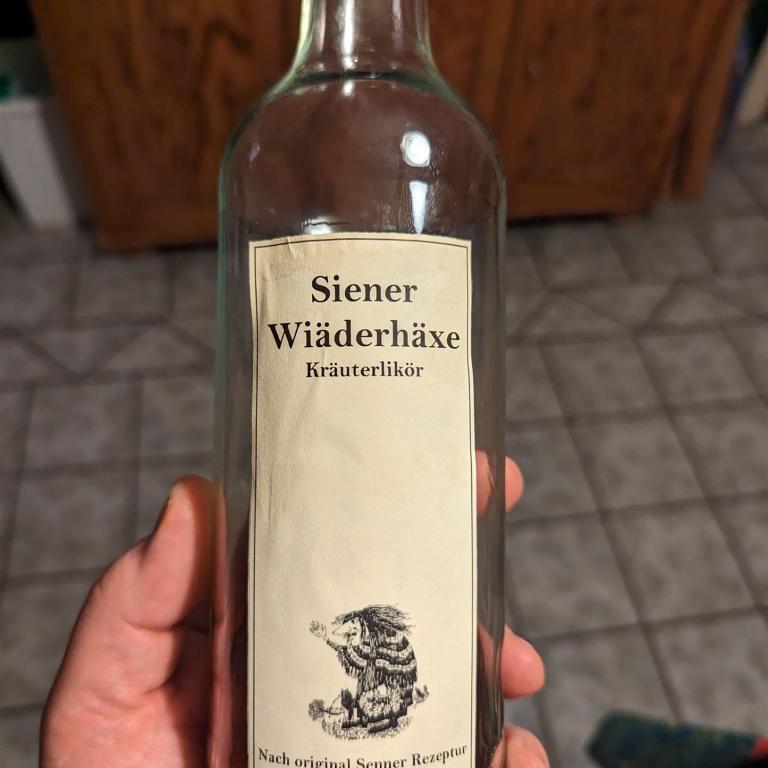 Siener
Wiäderhäxe
Kräuterlikör
Nach original Senner Rezeptur